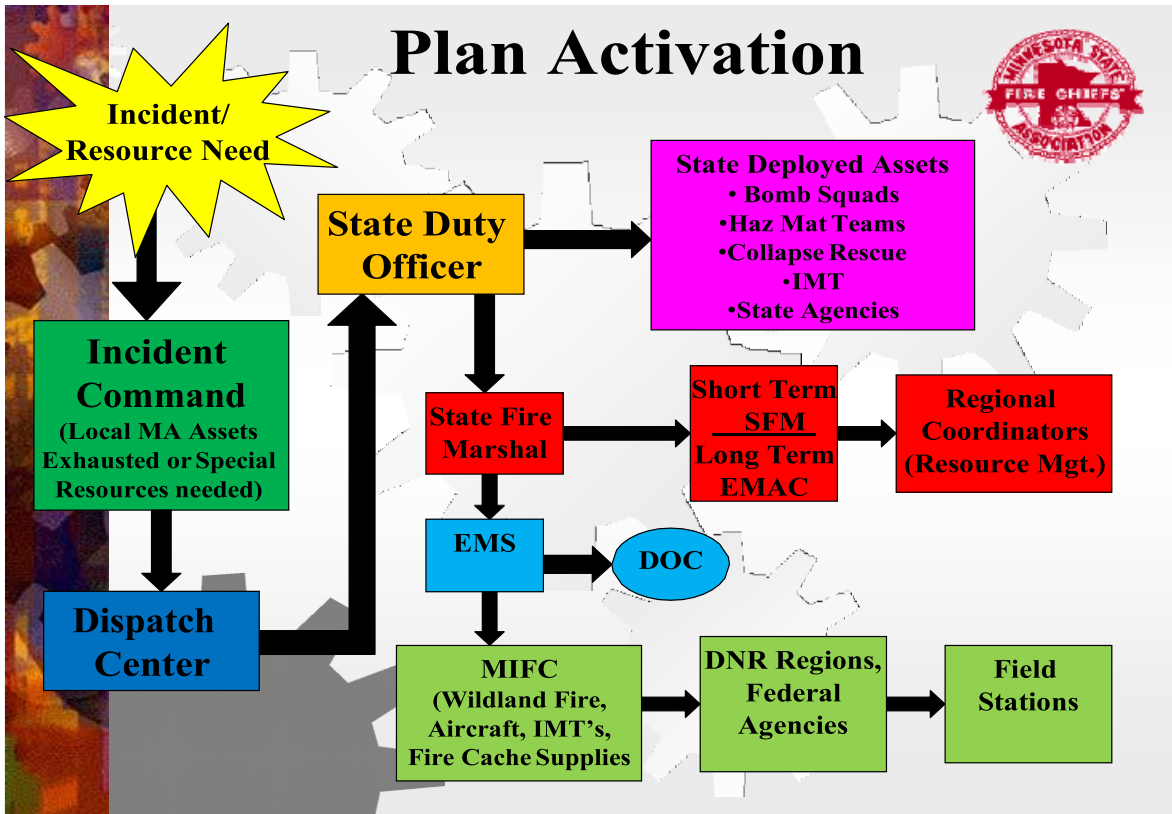 Plan Activation
MINNESOTA STATE
FIRE CHIEFS
ASSOCIATION
Incident/
Resource Need
State Duty
Officer
State Deployed Assets
• Bomb Squads
•Haz Mat Teams
•Collapse Rescue
•IMT
•State Agencies
Incident
Command
(Local MA Assets
Exhausted or Special
Resources needed)
State Fire
Marshal
Short Term
SFM
Long Term
EMAC
Regional
Coordinators
(Resource Mgt.)
EMS
DOC
Dispatch
Center
MIFC
(Wildland Fire,
Aircraft, IMT's,
Fire Cache Supplies
DNR Regions,
Federal
Agencies
Field
Stations